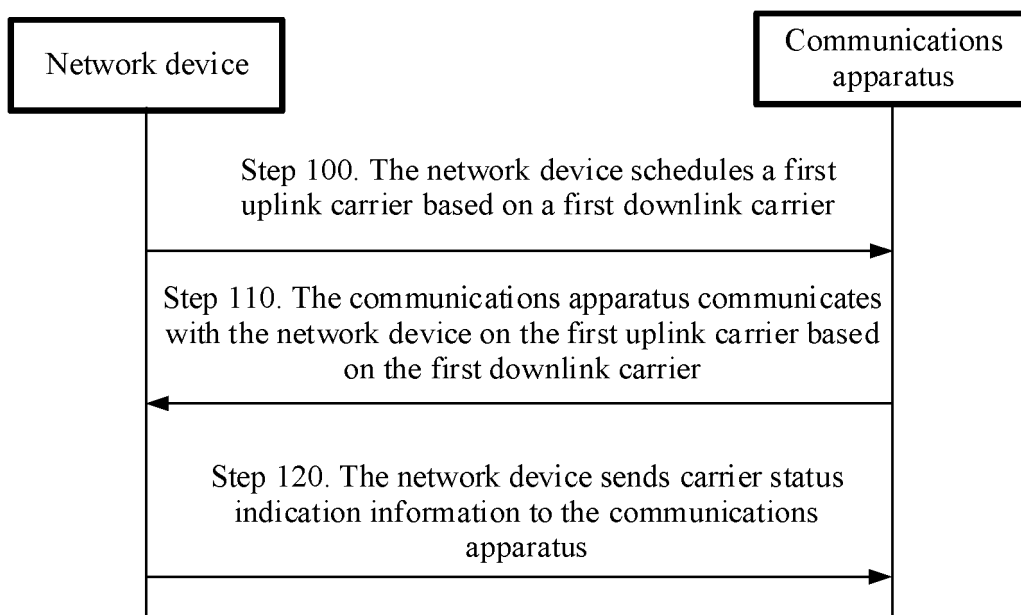 Network device
Communications
apparatus
Step 100. The network device schedules a first
uplink carrier based on a first downlink carrier
Step 110. The communications apparatus communicates
with the network device on the first uplink carrier based
on the first downlink carrier
Step 120. The network device sends carrier status
indication information to the communications
apparatus